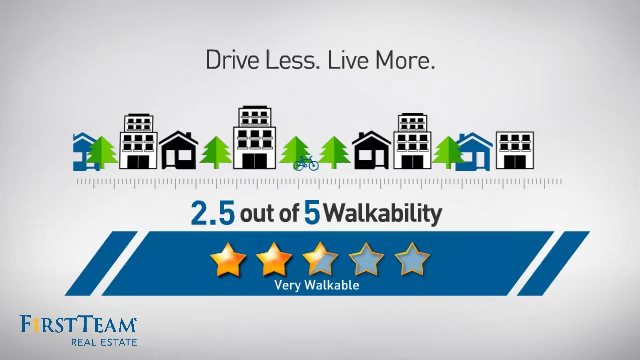 Drive Less. Live More.
2.5 out of 5 Walkability
Very Walkable
FIRSTTEAM®
REAL ESTATE